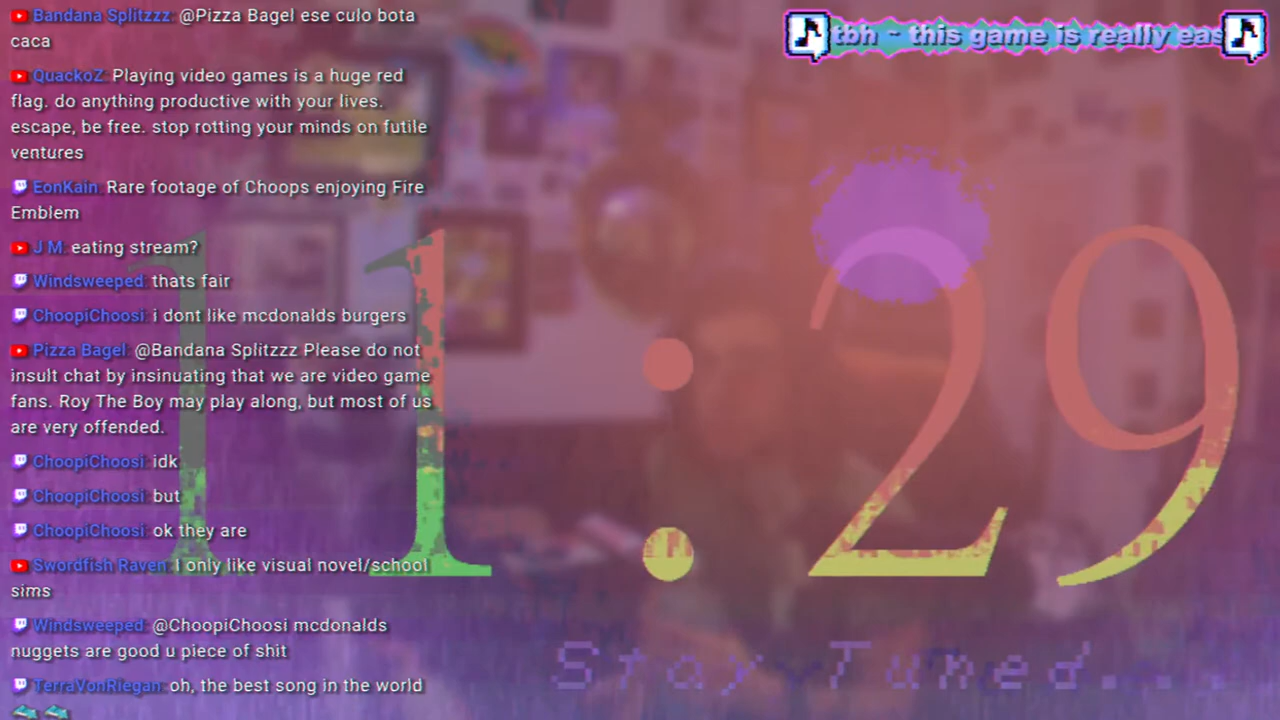 Bandana Splitzzz: @Pizza Bagel ese culo bota
caca
QuackoZ: Playing video games is a huge red
flag. do anything productive with your lives.
escape, be free. stop rotting your minds on futile
ventures
EonKain: Rare footage of Choops enjoying Fire
Emblem
J M: eating stream?
Windsweeped: thats fair
ChoopiChoosi: i dont like mcdonalds burgers
Pizza Bagel: @Bandana Splitzzz Please do not
insult chat by insinuating that we are video game
fans. Roy The Boy may play along, but most of us
are very offended.
ChoopiChoosi: idk
ChoopiChoosi: but
ChoopiChoosi: ok they are
Swordfish Raven: I only like visual novel/school
sims
Windsweeped: @ChoopiChoosi mcdonalds
nuggets are good u piece of shit
TerraVonRiegan: oh, the best song in the world
tbh ~ this game is really eas
11:29
Stay Tuned...